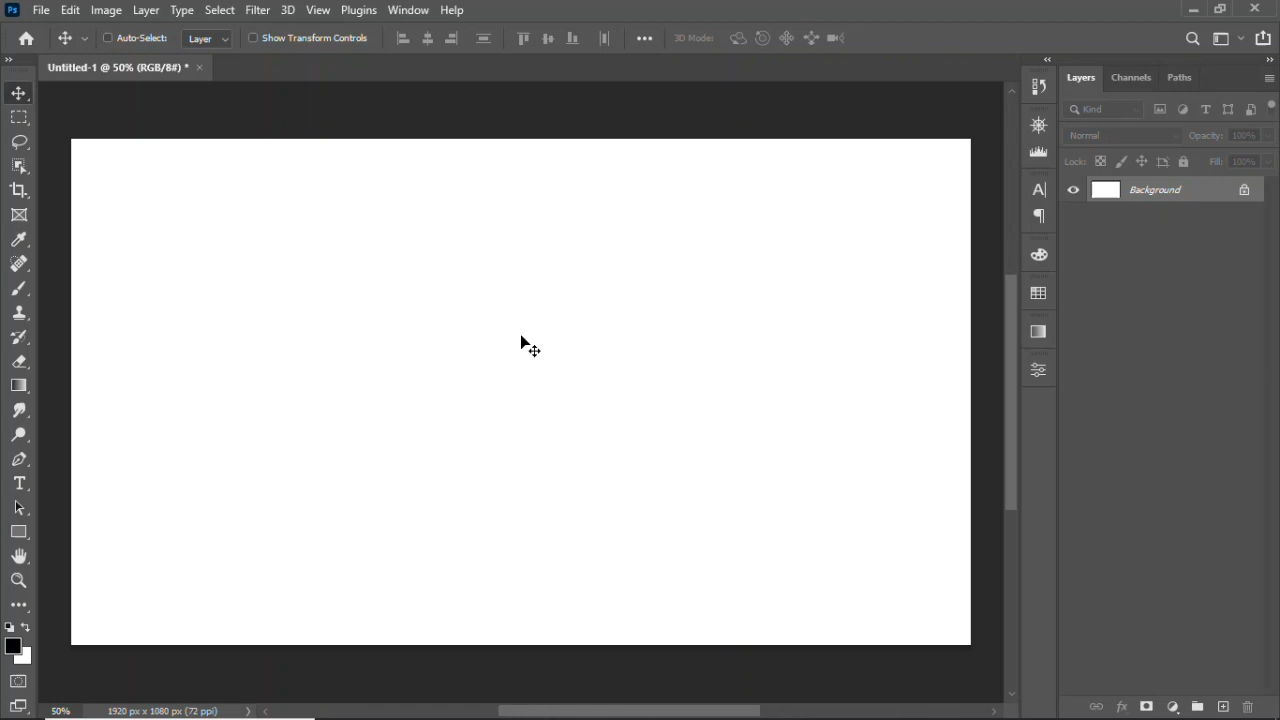 Ps File Edit Image Layer Type Select Filter 3D View Plugins Window Help
Auto-Select: Layer Show Transform Controls 3D Mode:
Untitled-1 @ 50% (RGB/8#) *
Layers Channels Paths
Kind
Normal Opacity: 100%
Lock: Fill: 100%
Background
50% 1920 px x 1080 px (72 ppi)